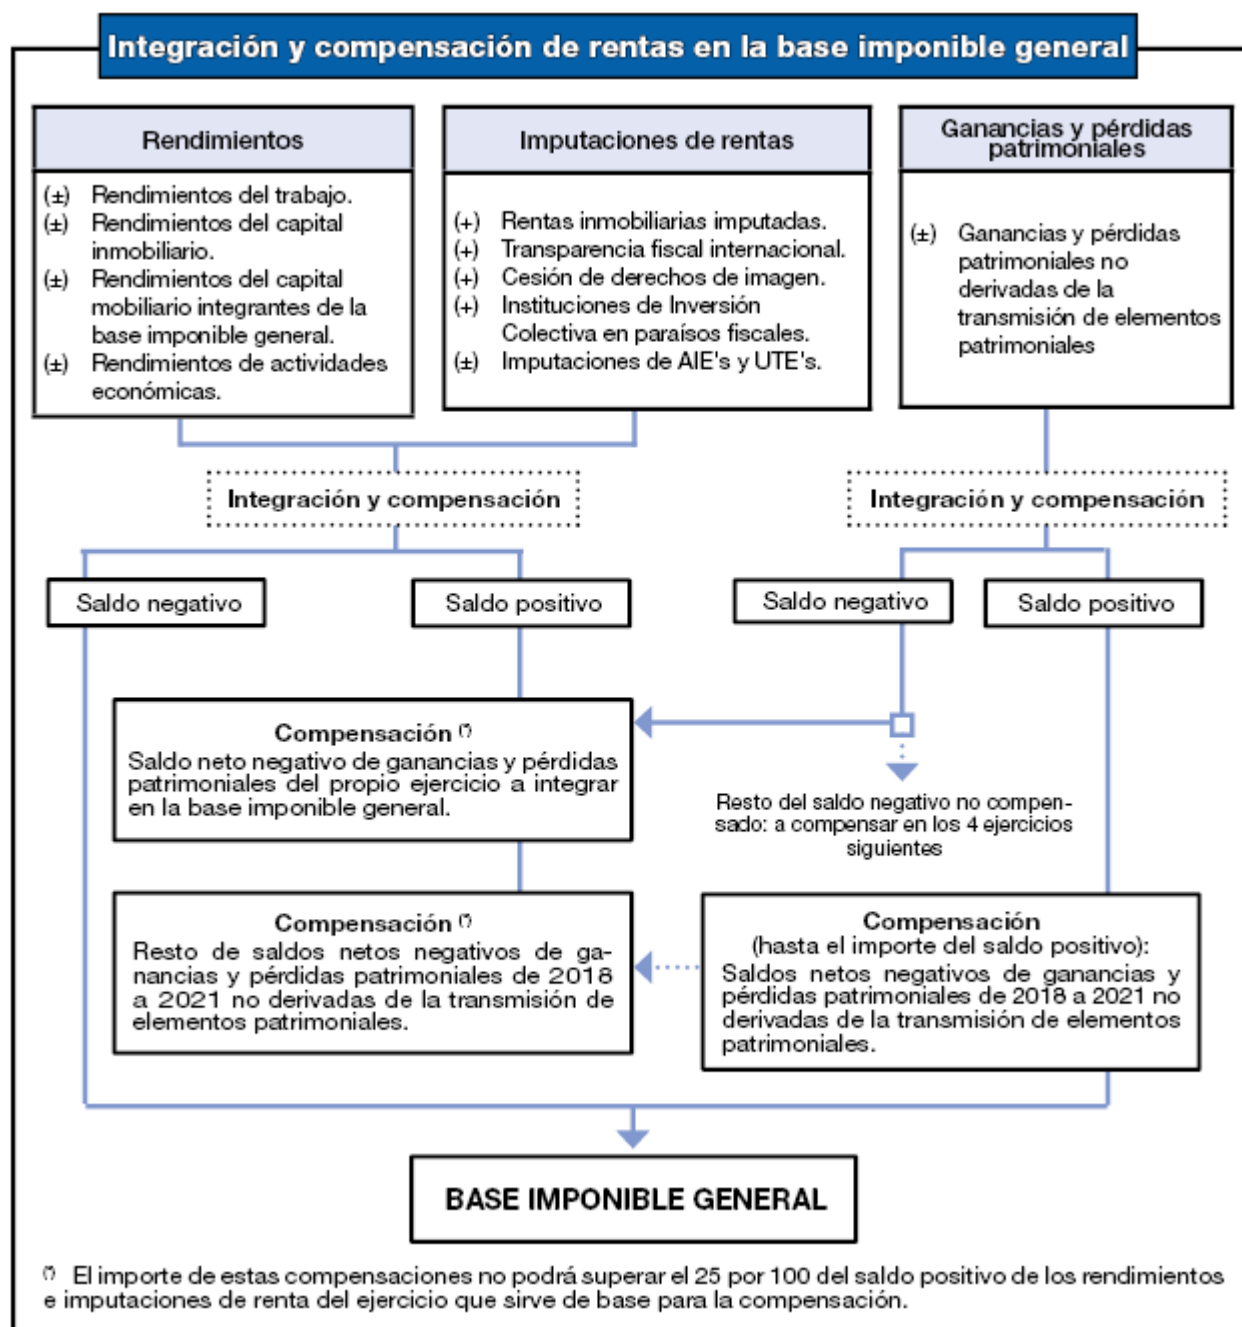 Integración y compensación de rentas en la base imponible general
Rendimientos
(±) Rendimientos del trabajo.
(±) Rendimientos del capital
inmobiliario.
(±) Rendimientos del capital
mobiliario integrantes de la
base imponible general.
(±) Rendimientos de actividades
económicas.
Imputaciones de rentas
(+) Rentas inmobiliarias imputadas.
(+) Transparencia fiscal internacional.
(+) Cesión de derechos de imagen.
(+) Instituciones de Inversión
Colectiva en paraísos fiscales.
(±) Imputaciones de AIE's y UTE's.
Ganancias y pérdidas
patrimoniales
(±) Ganancias y pérdidas
patrimoniales no
derivadas de la
transmisión de elementos
patrimoniales
Integración y compensación
Integración y compensación
Saldo negativo
Saldo positivo
Saldo negativo
Saldo positivo
Compensación (*)
Saldo neto negativo de ganancias y pérdidas
patrimoniales del propio ejercicio a integrar
en la base imponible general.
Resto del saldo negativo no compen-
sado: a compensar en los 4 ejercicios
siguientes
Compensación (*)
Resto de saldos netos negativos de ga-
nancias y pérdidas patrimoniales de 2018
a 2021 no derivadas de la transmisión de
elementos patrimoniales.
Compensación
(hasta el importe del saldo positivo):
Saldos netos negativos de ganancias y
pérdidas patrimoniales de 2018 a 2021 no
derivadas de la transmisión de elementos
patrimoniales.
BASE IMPONIBLE GENERAL
(*) El importe de estas compensaciones no podrá superar el 25 por 100 del saldo positivo de los rendimientos
e imputaciones de renta del ejercicio que sirve de base para la compensación.